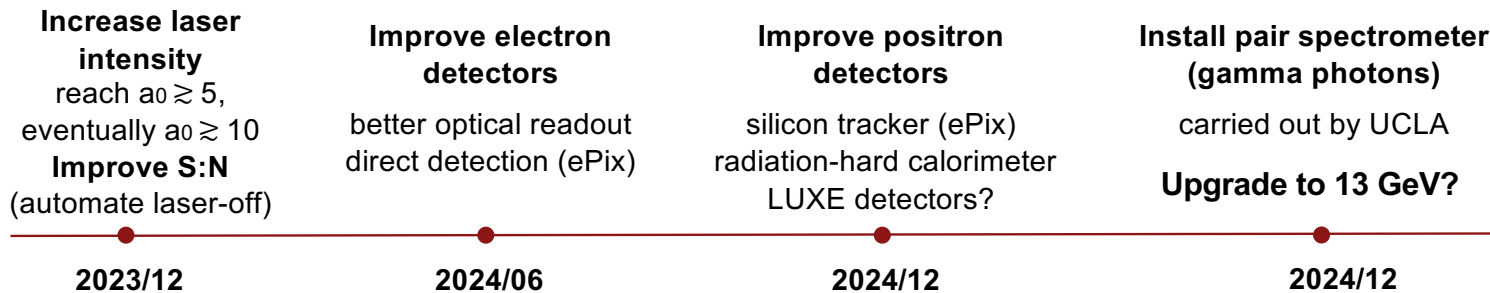 Increase laser
intensity
reach a0 ≳ 5,
eventually a0 ≳ 10
Improve S:N
(automate laser-off)
2023/12
Improve electron
detectors
better optical readout
direct detection (ePix)
2024/06
Improve positron
detectors
silicon tracker (ePix)
radiation-hard calorimeter
LUXE detectors?
2024/12
Install pair spectrometer
(gamma photons)
carried out by UCLA
Upgrade to 13 GeV?
2024/12